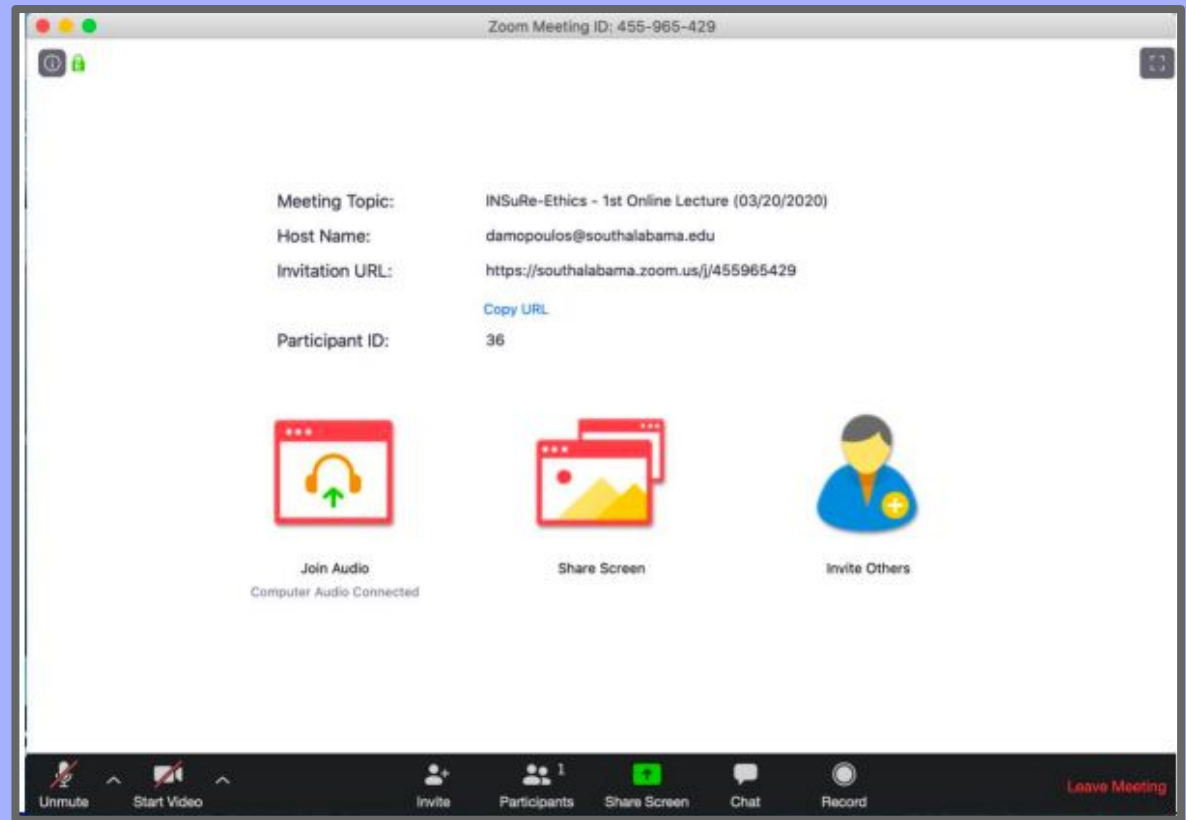 Zoom Meeting ID: 455-965-429
Meeting Topic: INSuRe-Ethics - 1st Online Lecture (03/20/2020)
Host Name: damopoulos@southalabama.edu
Invitation URL: https://southalabama.zoom.us/j/455965429
Copy URL
Participant ID: 36
Join Audio Share Screen Invite Others
Computer Audio Connected
1
Unmute Start Video Invite Participants Share Screen Chat Record Leave Meeting